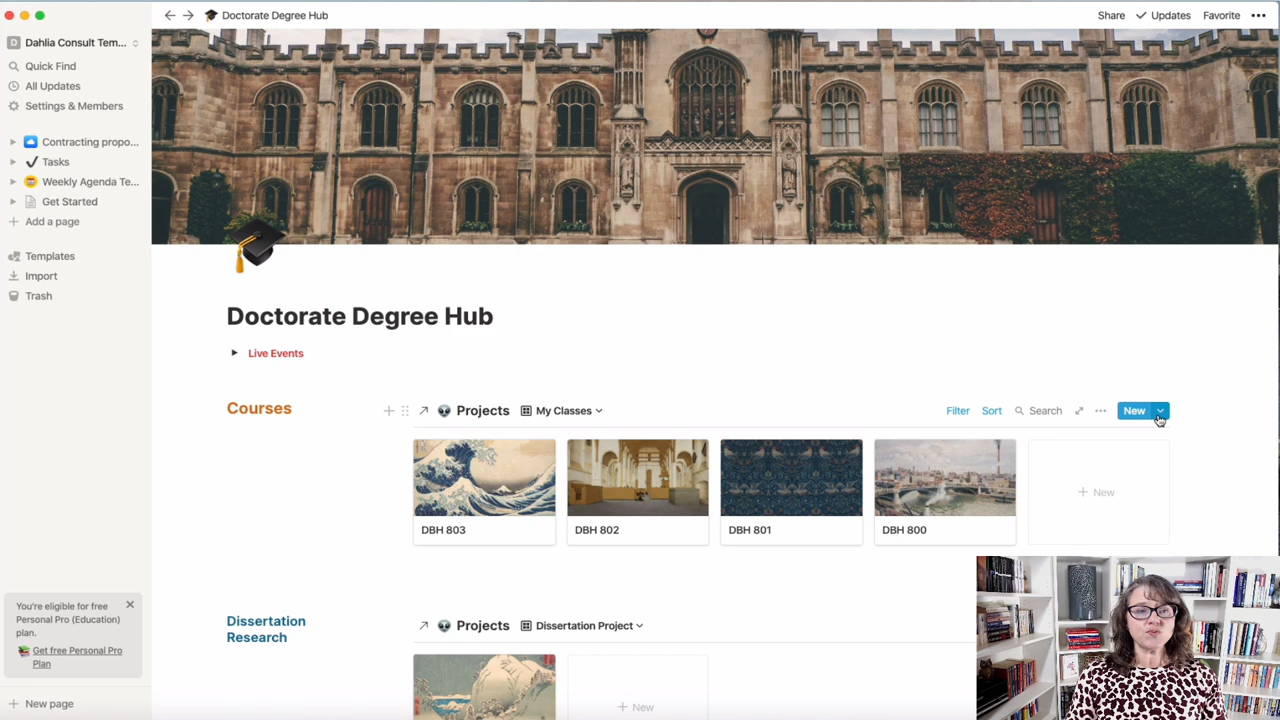 Doctorate Degree Hub
Share
Updates
Favorite
Dahlia Consult Tem...
Quick Find
All Updates
Settings & Members
Contracting propo...
Tasks
Weekly Agenda Te...
Get Started
Add a page
Templates
Import
Trash
You're eligible for free
Personal Pro (Education)
plan.
Get free Personal Pro
Plan
New page
Doctorate Degree Hub
Live Events
Courses
Projects
My Classes
Filter
Sort
Search
New
DBH 803
DBH 802
DBH 801
DBH 800
New
Dissertation
Research
Projects
Dissertation Project
New